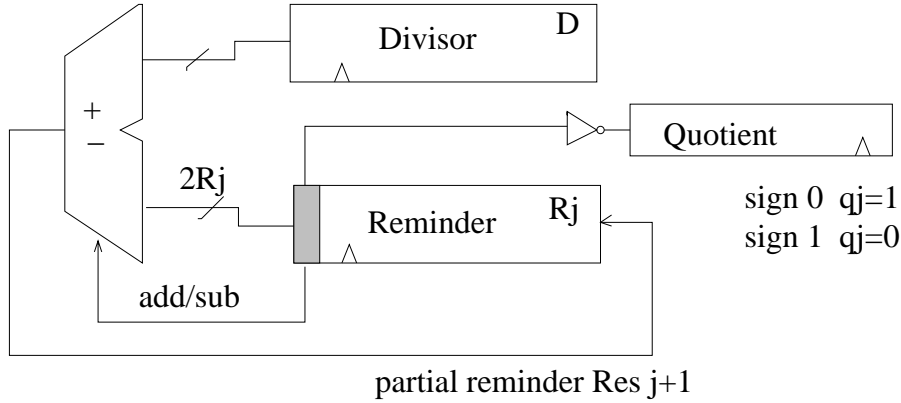 Divisor
D
+
−
Quotient
2Rj
Reminder
Rj
sign 0 qj=1
sign 1 qj=0
add/sub
partial reminder Res j+1